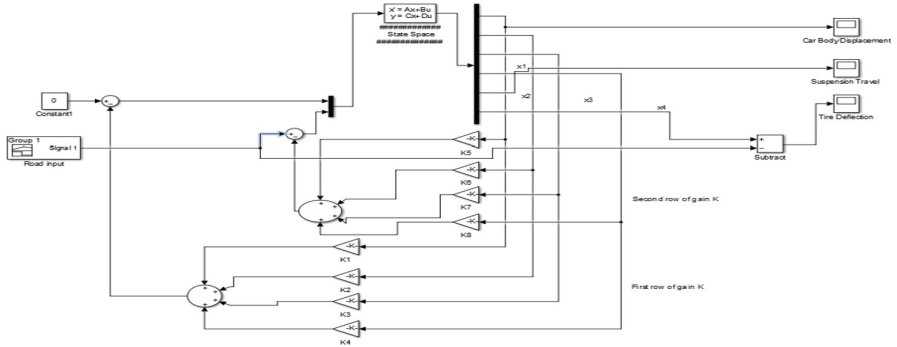 x' = Ax+Bu
y = Cx+Du
State Space
Car Body Displacement
x1
Suspension Travel
x2
x3
x4
0
Constant1
Tire Deflection
Group 1
Signal 1
Road input
Subtract
-K-
K5
-K-
K6
-K-
K7
Second row of gain K
-K-
K8
-K-
K1
-K-
K2
First row of gain K
-K-
K3
-K-
K4